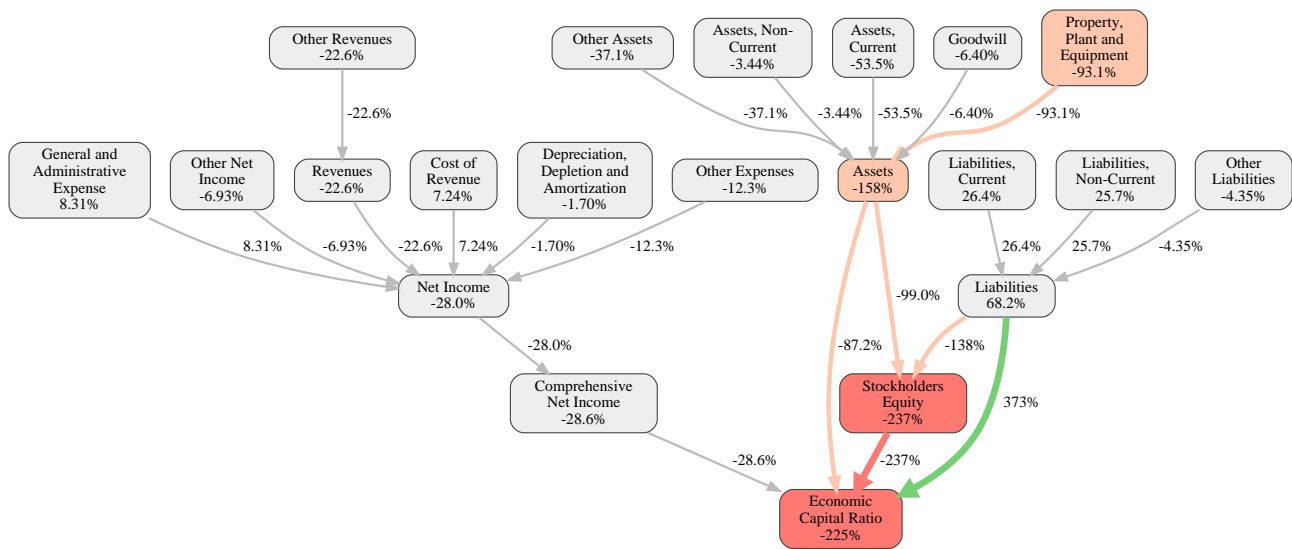 Other Revenues
-22.6%
Other Assets
-37.1%
Assets, Non-
Current
-3.44%
Assets,
Current
-53.5%
Goodwill
-6.40%
Property,
Plant and
Equipment
-93.1%
-22.6%
-37.1%
-3.44%
-53.5%
-6.40%
-93.1%
General and
Administrative
Expense
8.31%
Other Net
Income
-6.93%
Revenues
-22.6%
Cost of
Revenue
7.24%
Depreciation,
Depletion and
Amortization
-1.70%
Other Expenses
-12.3%
Assets
-158%
Liabilities,
Current
26.4%
Liabilities,
Non-Current
25.7%
Other
Liabilities
-4.35%
8.31%
-6.93%
-22.6%
7.24%
-1.70%
-12.3%
26.4%
25.7%
-4.35%
Net Income
-28.0%
-99.0%
Liabilities
68.2%
-28.0%
-87.2%
-138%
Comprehensive
Net Income
-28.6%
Stockholders
Equity
-237%
373%
-28.6%
-237%
Economic
Capital Ratio
-225%